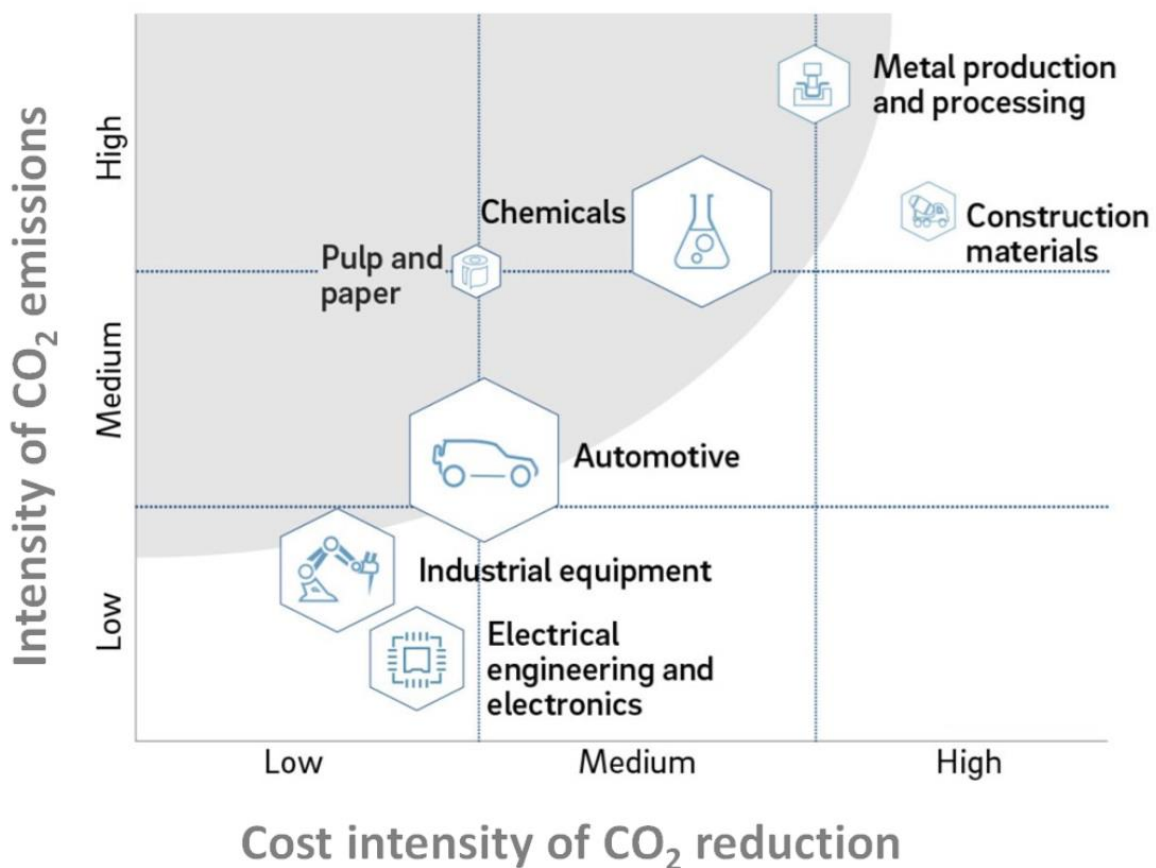 Intensity of CO₂ emissions
High
Medium
Low
Metal production
and processing
Chemicals
Construction
materials
Pulp and
paper
Automotive
Industrial equipment
Electrical
engineering and
electronics
Low
Medium
High
Cost intensity of CO₂ reduction